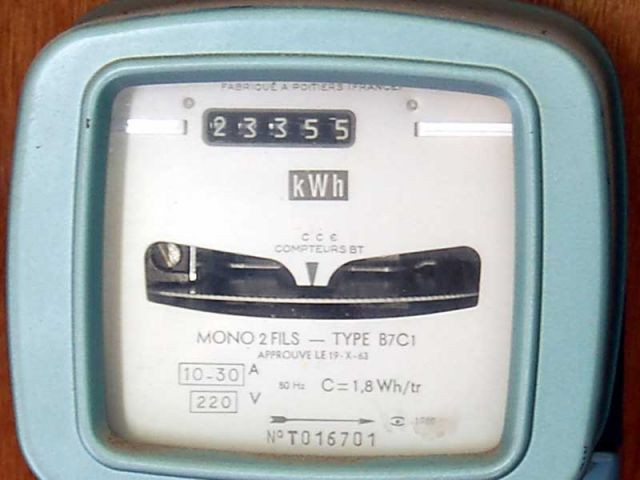 FABRIQUÉ A POITIERS (FRANCE)
23355
kWh
C C E
COMPTEURS BT
MONO 2 FILS — TYPE B7C1
APPROUVE LE 19-X-63
10-30 A
50 Hz C=1,8 Wh/tr
220 V
Nº T016701